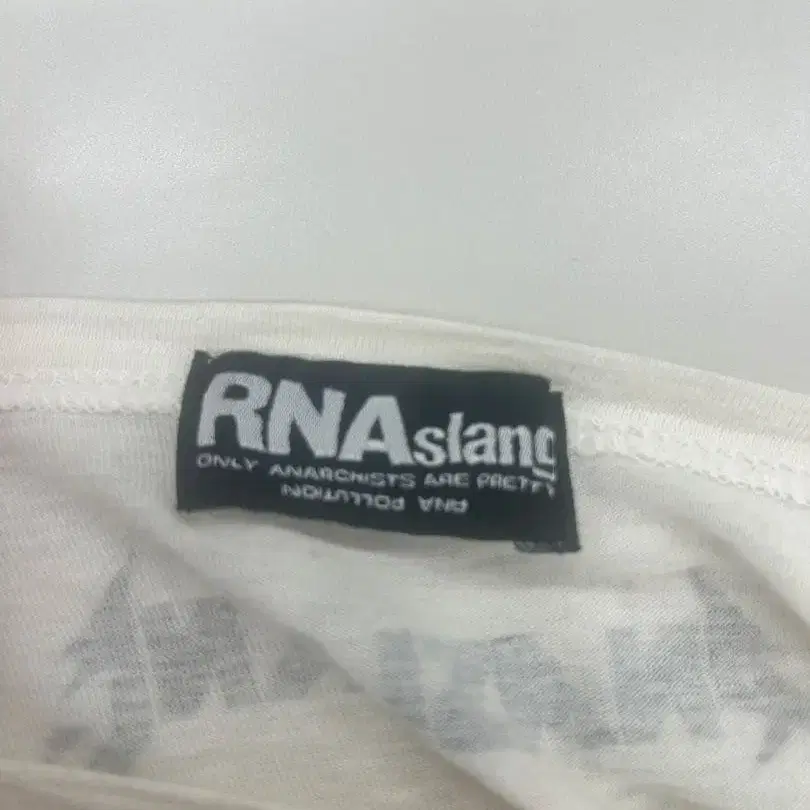 RNAslang
ONLY ANARCHISTS ARE PRETTY
RNA POLLUTION